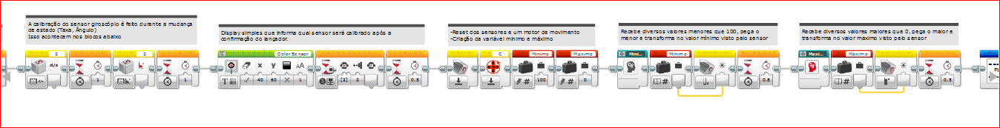 A calibração do sensor giroscópio é feito durante a mudança
de estado (Taxa, Ângulo)
Isso acontecem nos blocos abaixo
Display simples que informa qual sensor será calibrado após a
confirmação do lançador.
-Reset dos sensores e um motor de movimento
-Criação da variável mínimo e máximo
Recebe diversos valores menores que 100, pega o
menor e transforma no valor mínimo visto pelo sensor
Recebe diversos valores maiores que 0, pega o maior e
transforma no valor maximo visto pelo sensor
2
d/s
1
2
1
Color Sensor
x
y
AA
T
40
60
1
[2]
2
0.5
C
Minimo
#
100
Maximo
#
0
Mini...
Minimo
#
0.5
Maxi...
Maximo
#
0.5